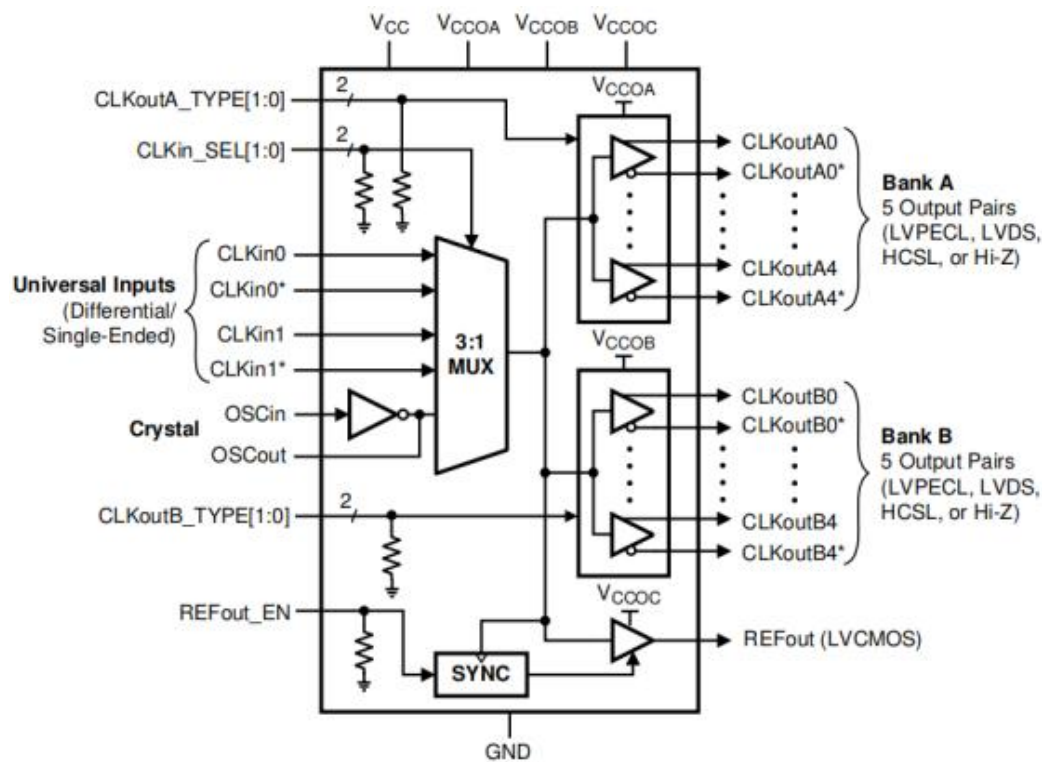 VCC VCCOA VCCOB VCCOC
CLKoutA_TYPE[1:0]
2
CLKin_SEL[1:0]
2
VCCOA
CLKoutA0
CLKoutA0*
CLKoutA4
CLKoutA4*
Bank A
5 Output Pairs
(LVPECL, LVDS,
HCSL, or Hi-Z)
Universal Inputs
(Differential/
Single-Ended)
CLKin0
CLKin0*
CLKin1
CLKin1*
3:1
MUX
Crystal
OSCin
OSCout
VCCOB
CLKoutB0
CLKoutB0*
CLKoutB4
CLKoutB4*
Bank B
5 Output Pairs
(LVPECL, LVDS,
HCSL, or Hi-Z)
CLKoutB_TYPE[1:0]
2
REFout_EN
SYNC
VCCOC
REFout (LVCMOS)
GND